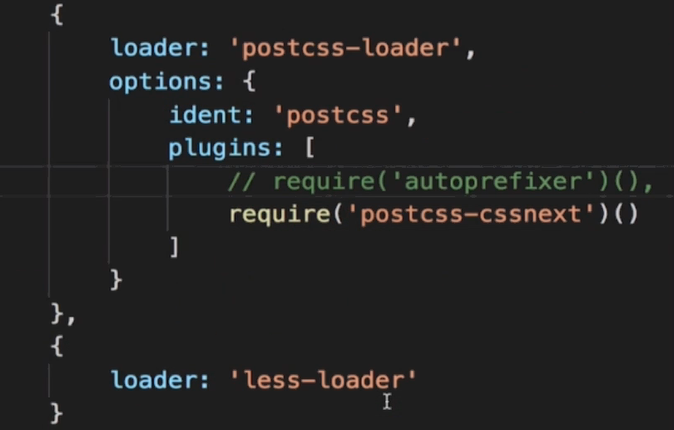 {
loader: 'postcss-loader',
options: {
ident: 'postcss',
plugins: [
// require('autoprefixer')(),
require('postcss-cssnext')()
]
}
},
{
loader: 'less-loader'
}